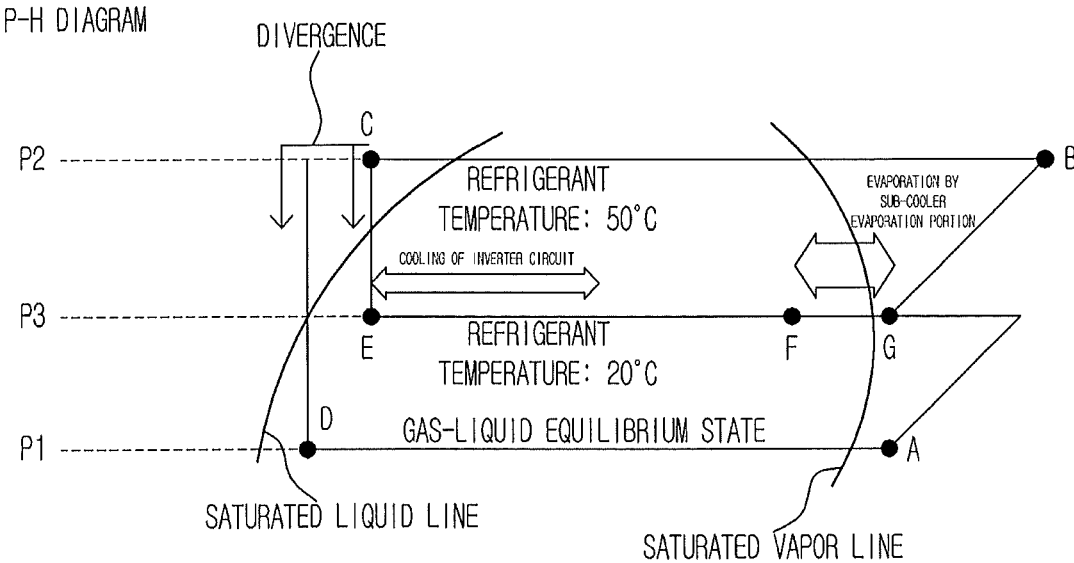 P-H DIAGRAM
DIVERGENCE
C
P2
B
REFRIGERANT
TEMPERATURE: 50°C
EVAPORATION BY
SUB-COOLER
EVAPORATION PORTION
COOLING OF INVERTER CIRCUIT
P3
E
REFRIGERANT
TEMPERATURE: 20°C
F
G
D
GAS-LIQUID EQUILIBRIUM STATE
P1
A
SATURATED LIQUID LINE
SATURATED VAPOR LINE